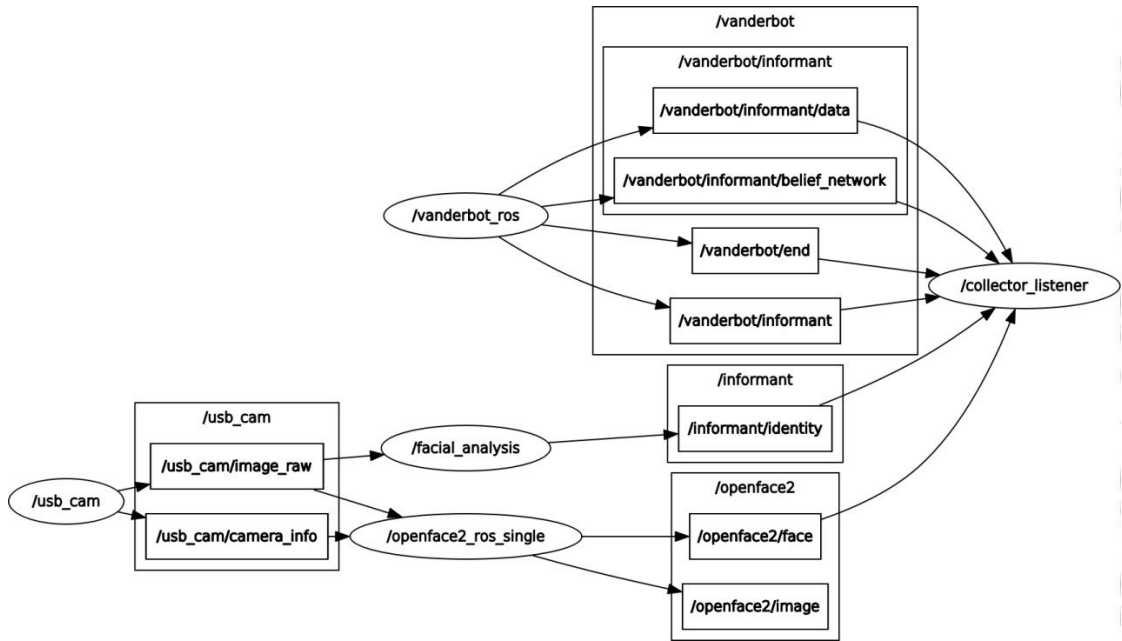 /vanderbot
/vanderbot/informant
/vanderbot/informant/data
/vanderbot/informant/belief_network
/vanderbot_ros
/vanderbot/end
/collector_listener
/vanderbot/informant
/informant
/usb_cam
/informant/identity
/facial_analysis
/usb_cam/image_raw
/usb_cam
/openface2
/usb_cam/camera_info
/openface2_ros_single
/openface2/face
/openface2/image